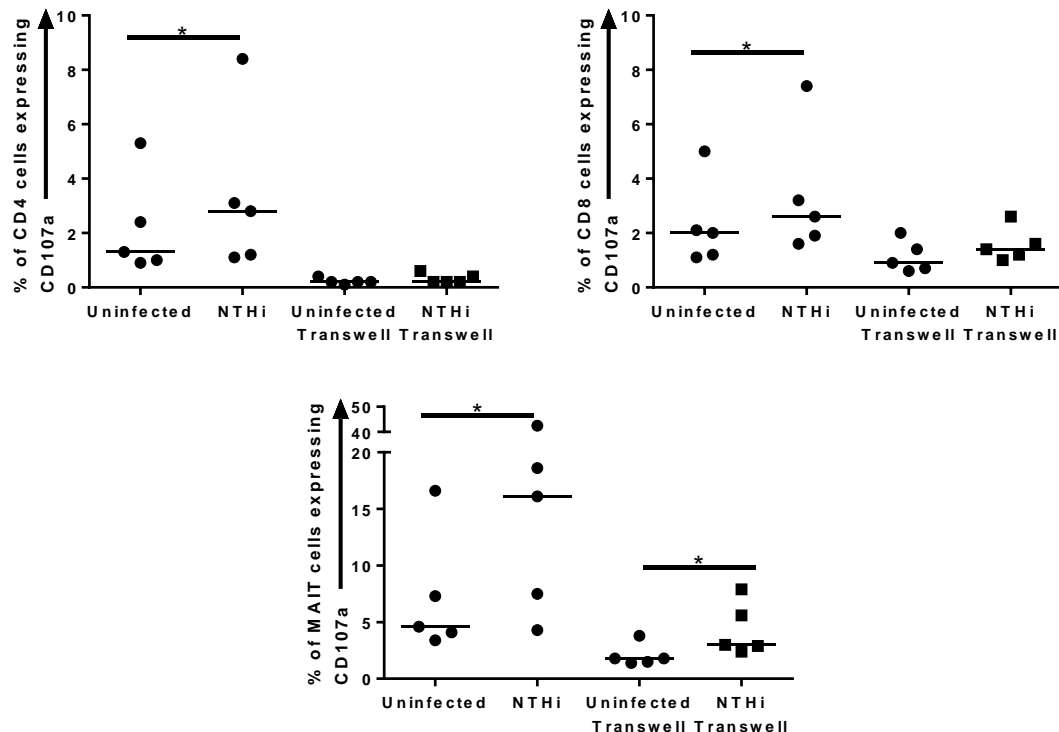 % of CD4 cells expressing
CD107a
10
8
6
4
2
0
*
Uninfected NTHi Uninfected NTHi
Transwell Transwell
% of CD8 cells expressing
CD107a
10
8
6
4
2
0
*
Uninfected NTHi Uninfected NTHi
Transwell Transwell
% of MAIT cells expressing
CD107a
50
40
20
15
10
5
0
*
*
Uninfected NTHi Uninfected NTHi
Transwell Transwell